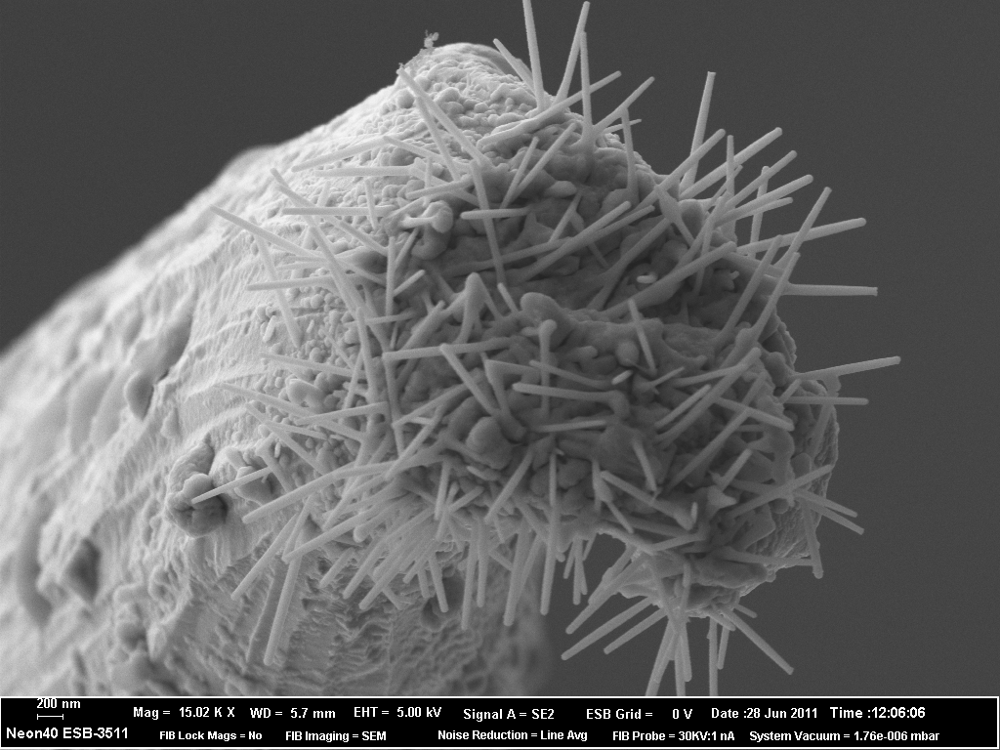 200 nm
Mag = 15.02 K X WD = 5.7 mm EHT = 5.00 kV Signal A = SE2 ESB Grid = 0 V Date :28 Jun 2011 Time :12:06:06
Neon40 ESB-3511 FIB Lock Mags = No FIB Imaging = SEM Noise Reduction = Line Avg FIB Probe = 30KV:1 nA System Vacuum = 1.76e-006 mbar